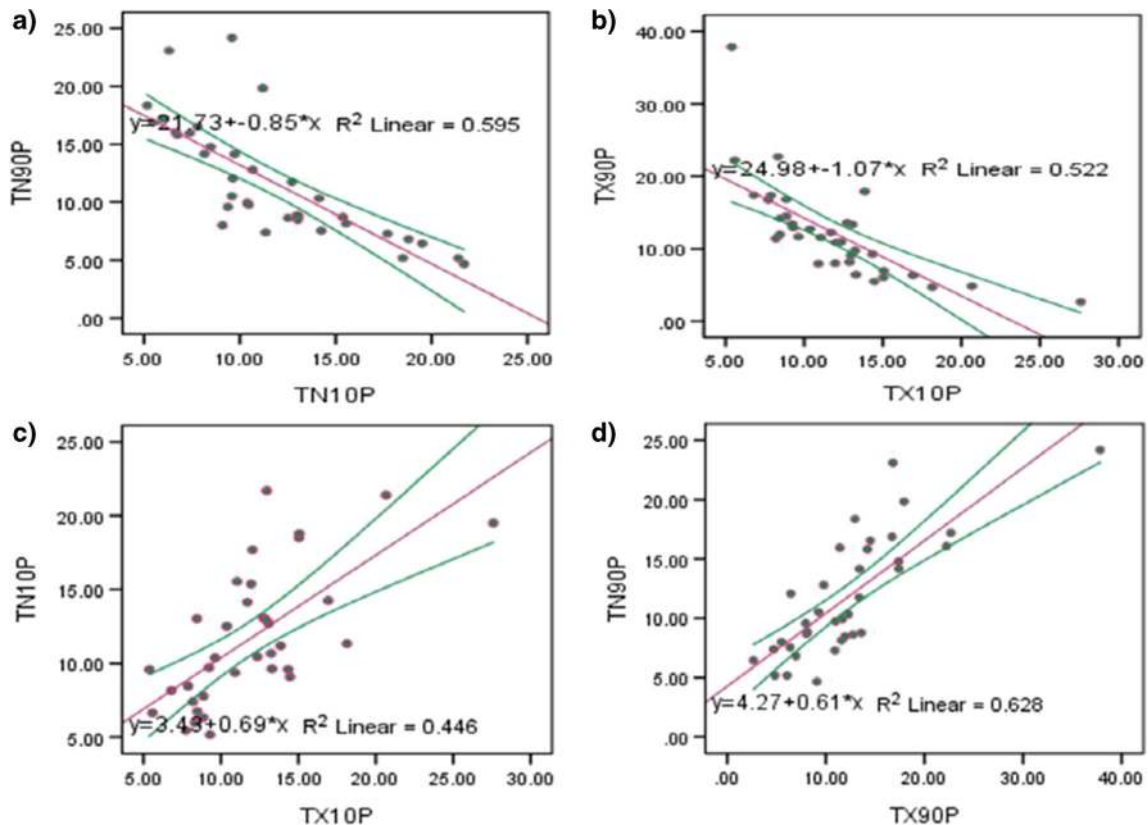 a)
25.00
20.00
15.00
10.00
5.00
.00
TN90P
y=21.73+-0.85*x R² Linear = 0.595
5.00 10.00 15.00 20.00 25.00
TN10P
b)
40.00
30.00
20.00
10.00
.00
TX90P
y=24.98+-1.07*x R² Linear = 0.522
5.00 10.00 15.00 20.00 25.00 30.00
TX10P
c)
25.00
20.00
15.00
10.00
5.00
TN10P
y=3.43+0.69*x R² Linear = 0.446
5.00 10.00 15.00 20.00 25.00 30.00
TX10P
d)
25.00
20.00
15.00
10.00
5.00
.00
TN90P
y=4.27+0.61*x R² Linear = 0.628
.00 10.00 20.00 30.00 40.00
TX90P